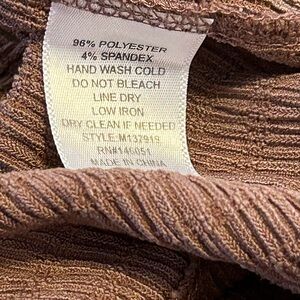 96% POLYESTER
4% SPANDEX
HAND WASH COLD
DO NOT BLEACH
LINE DRY
LOW IRON
DRY CLEAN IF NEEDED
STYLE: M137919
RN#146051
MADE IN CHINA